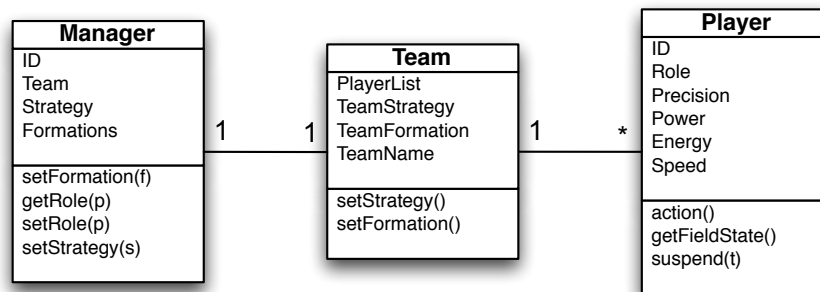 Manager
ID
Team
Strategy
Formations
setFormation(f)
getRole(p)
setRole(p)
setStrategy(s)
1
1
Team
PlayerList
TeamStrategy
TeamFormation
TeamName
setStrategy()
setFormation()
1
*
Player
ID
Role
Precision
Power
Energy
Speed
action()
getFieldState()
suspend(t)